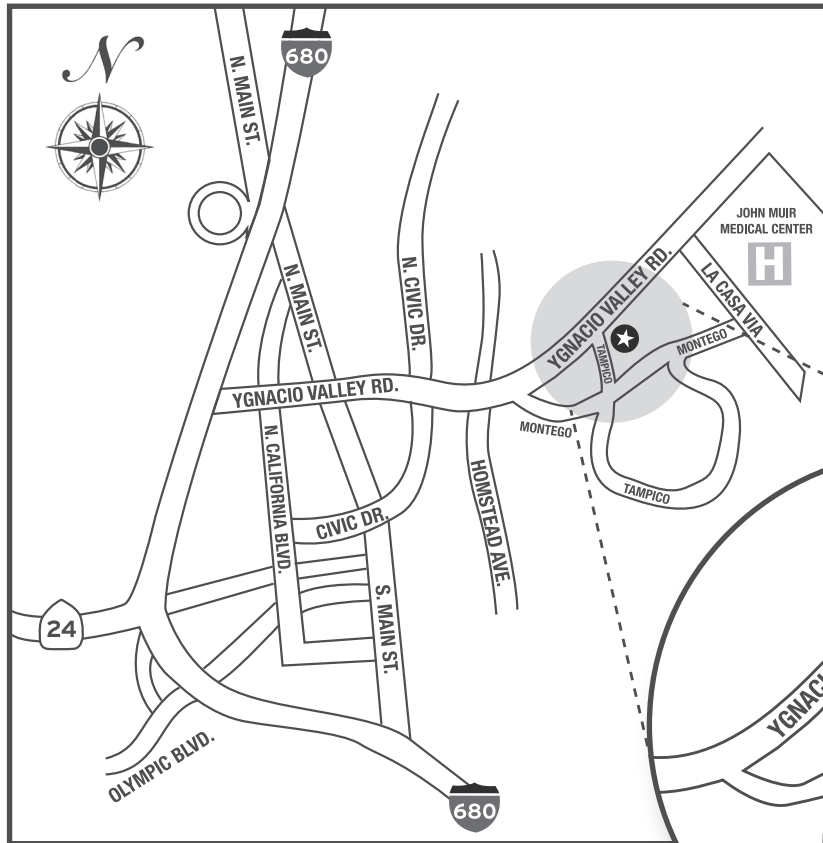 N
680
N. MAIN ST.
JOHN MUIR
MEDICAL CENTER
H
N. MAIN ST.
N. CIVIC DR.
YGNACIO VALLEY RD.
LA CASA VIA
TAMPICO
MONTEGO
YGNACIO VALLEY RD.
MONTEGO
N. CALIFORNIA BLVD.
HOMSTEAD AVE.
TAMPICO
CIVIC DR.
S. MAIN ST.
24
OLYMPIC BLVD.
680